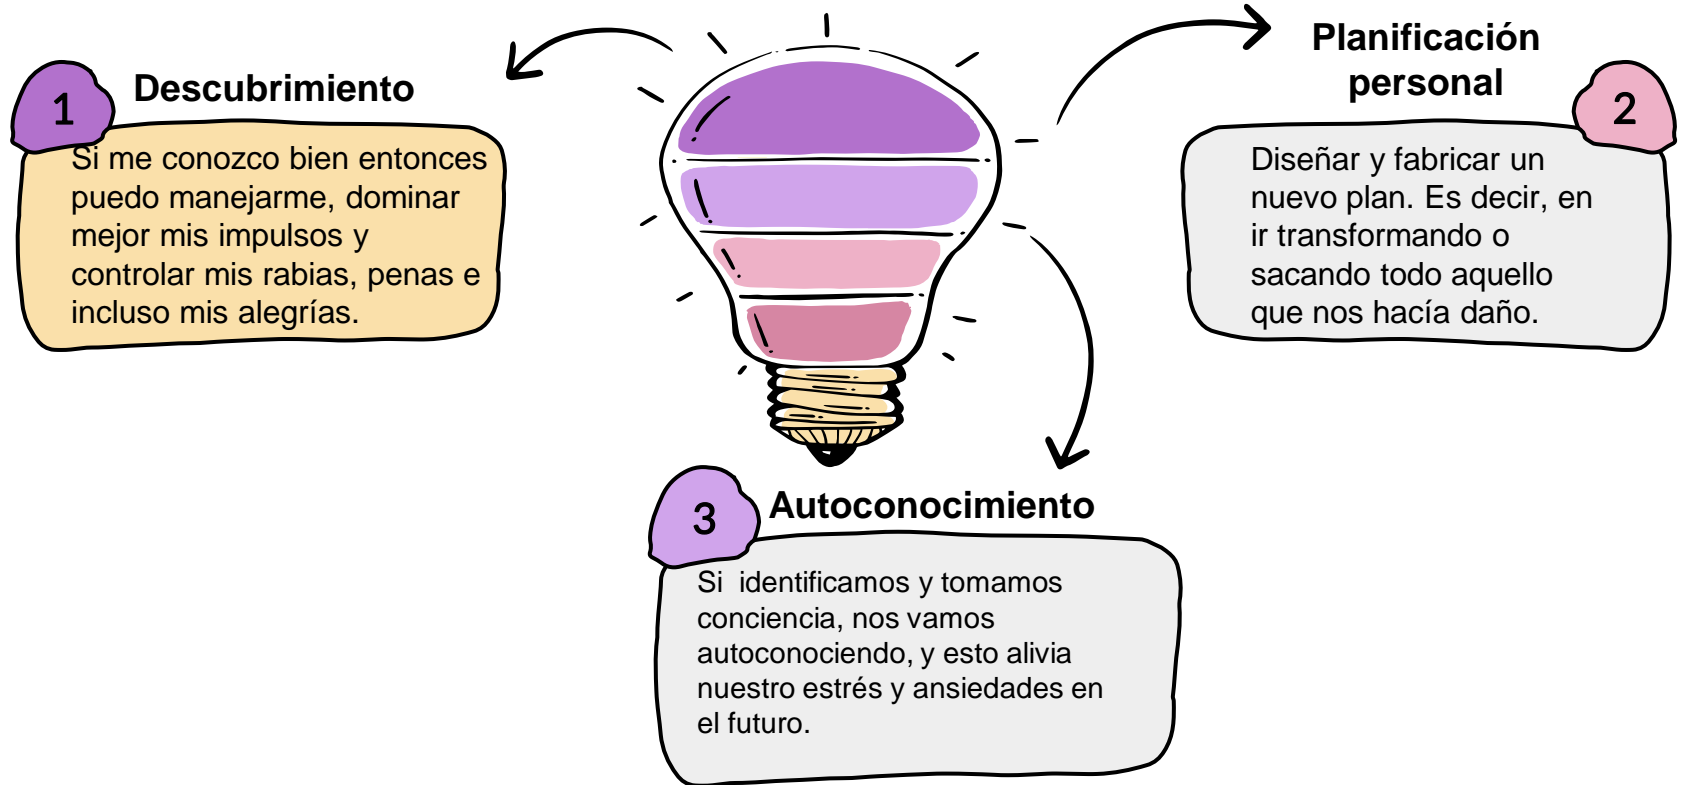 1
Descubrimiento
Si me conozco bien entonces
puedo manejarme, dominar
mejor mis impulsos y
controlar mis rabias, penas e
incluso mis alegrías.
Planificación
personal
2
Diseñar y fabricar un
nuevo plan. Es decir, en
ir transformando o
sacando todo aquello
que nos hacía daño.
3
Autoconocimiento
Si identificamos y tomamos
conciencia, nos vamos
autoconociendo, y esto alivia
nuestro estrés y ansiedades en
el futuro.